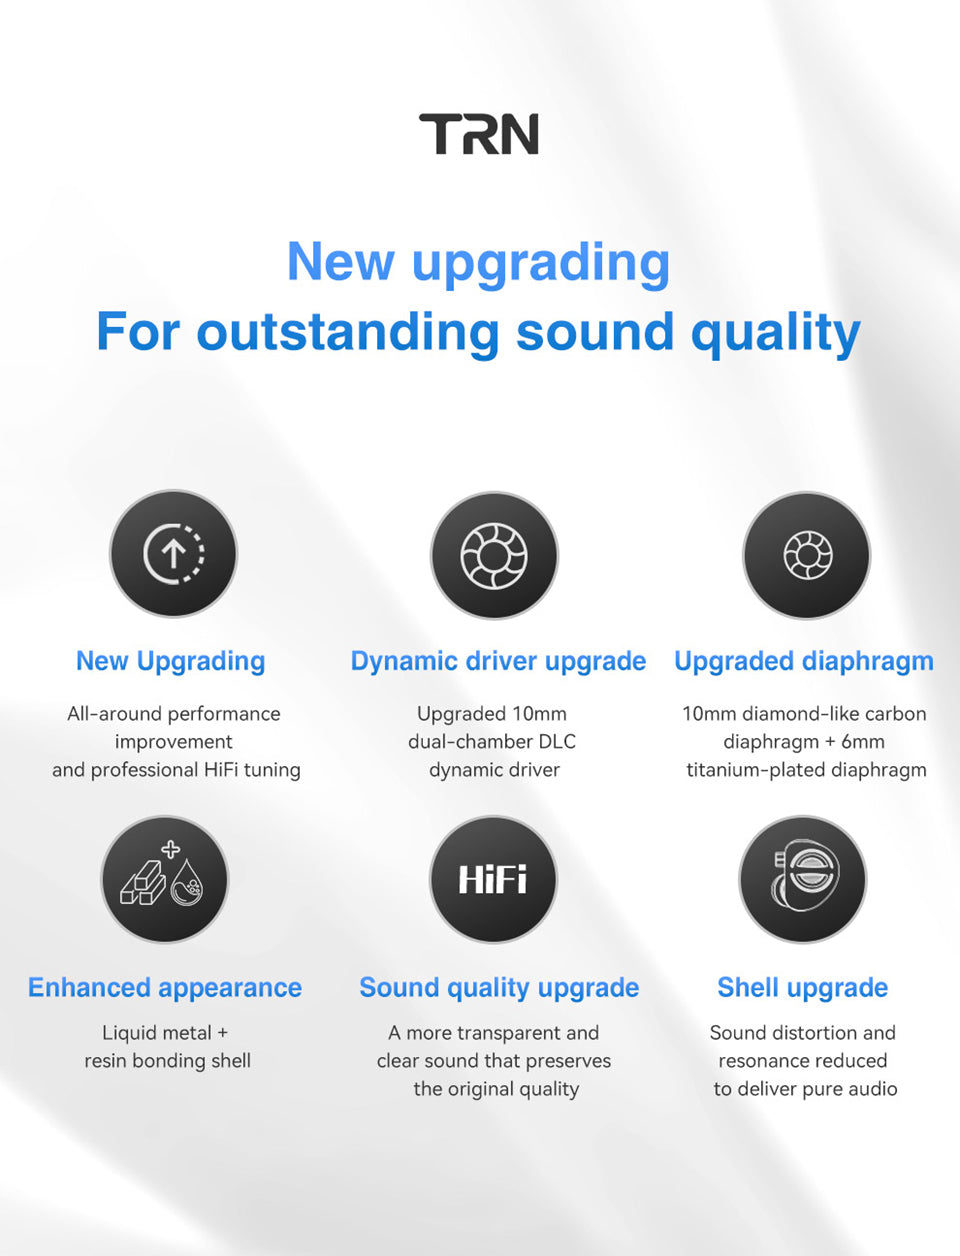 TRN
New upgrading
For outstanding sound quality
New Upgrading
All-around performance
improvement
and professional HiFi tuning
Dynamic driver upgrade
Upgraded 10mm
dual-chamber DLC
dynamic driver
Upgraded diaphragm
10mm diamond-like carbon
diaphragm + 6mm
titanium-plated diaphragm
Enhanced appearance
Liquid metal +
resin bonding shell
HiFi
Sound quality upgrade
A more transparent and
clear sound that preserves
the original quality
Shell upgrade
Sound distortion and
resonance reduced
to deliver pure audio